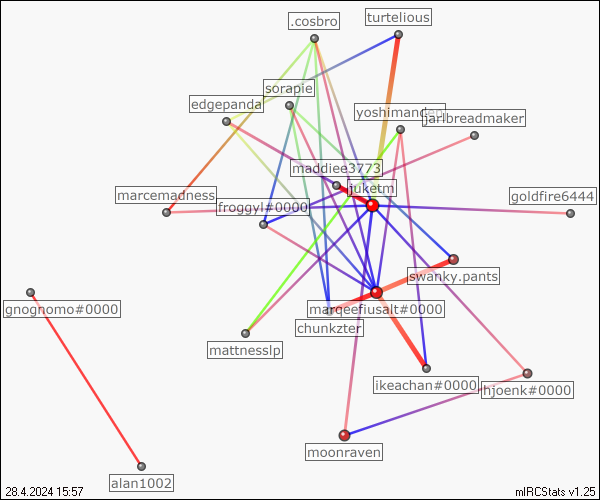 .cosbro
turtelious
sorapie
edgepanda
jarlbreadmaker
maddiee3773
juketm
marcemadness
froggyl#0000
goldfire6444
swanky.pants
gnognomo#0000
marqeefiusalt#0000
chunkzter
mattnesslp
ikeachan#0000
hjoenk#0000
moonraven
alan1002
28.4.2024 15:57
mIRCStats v1.25